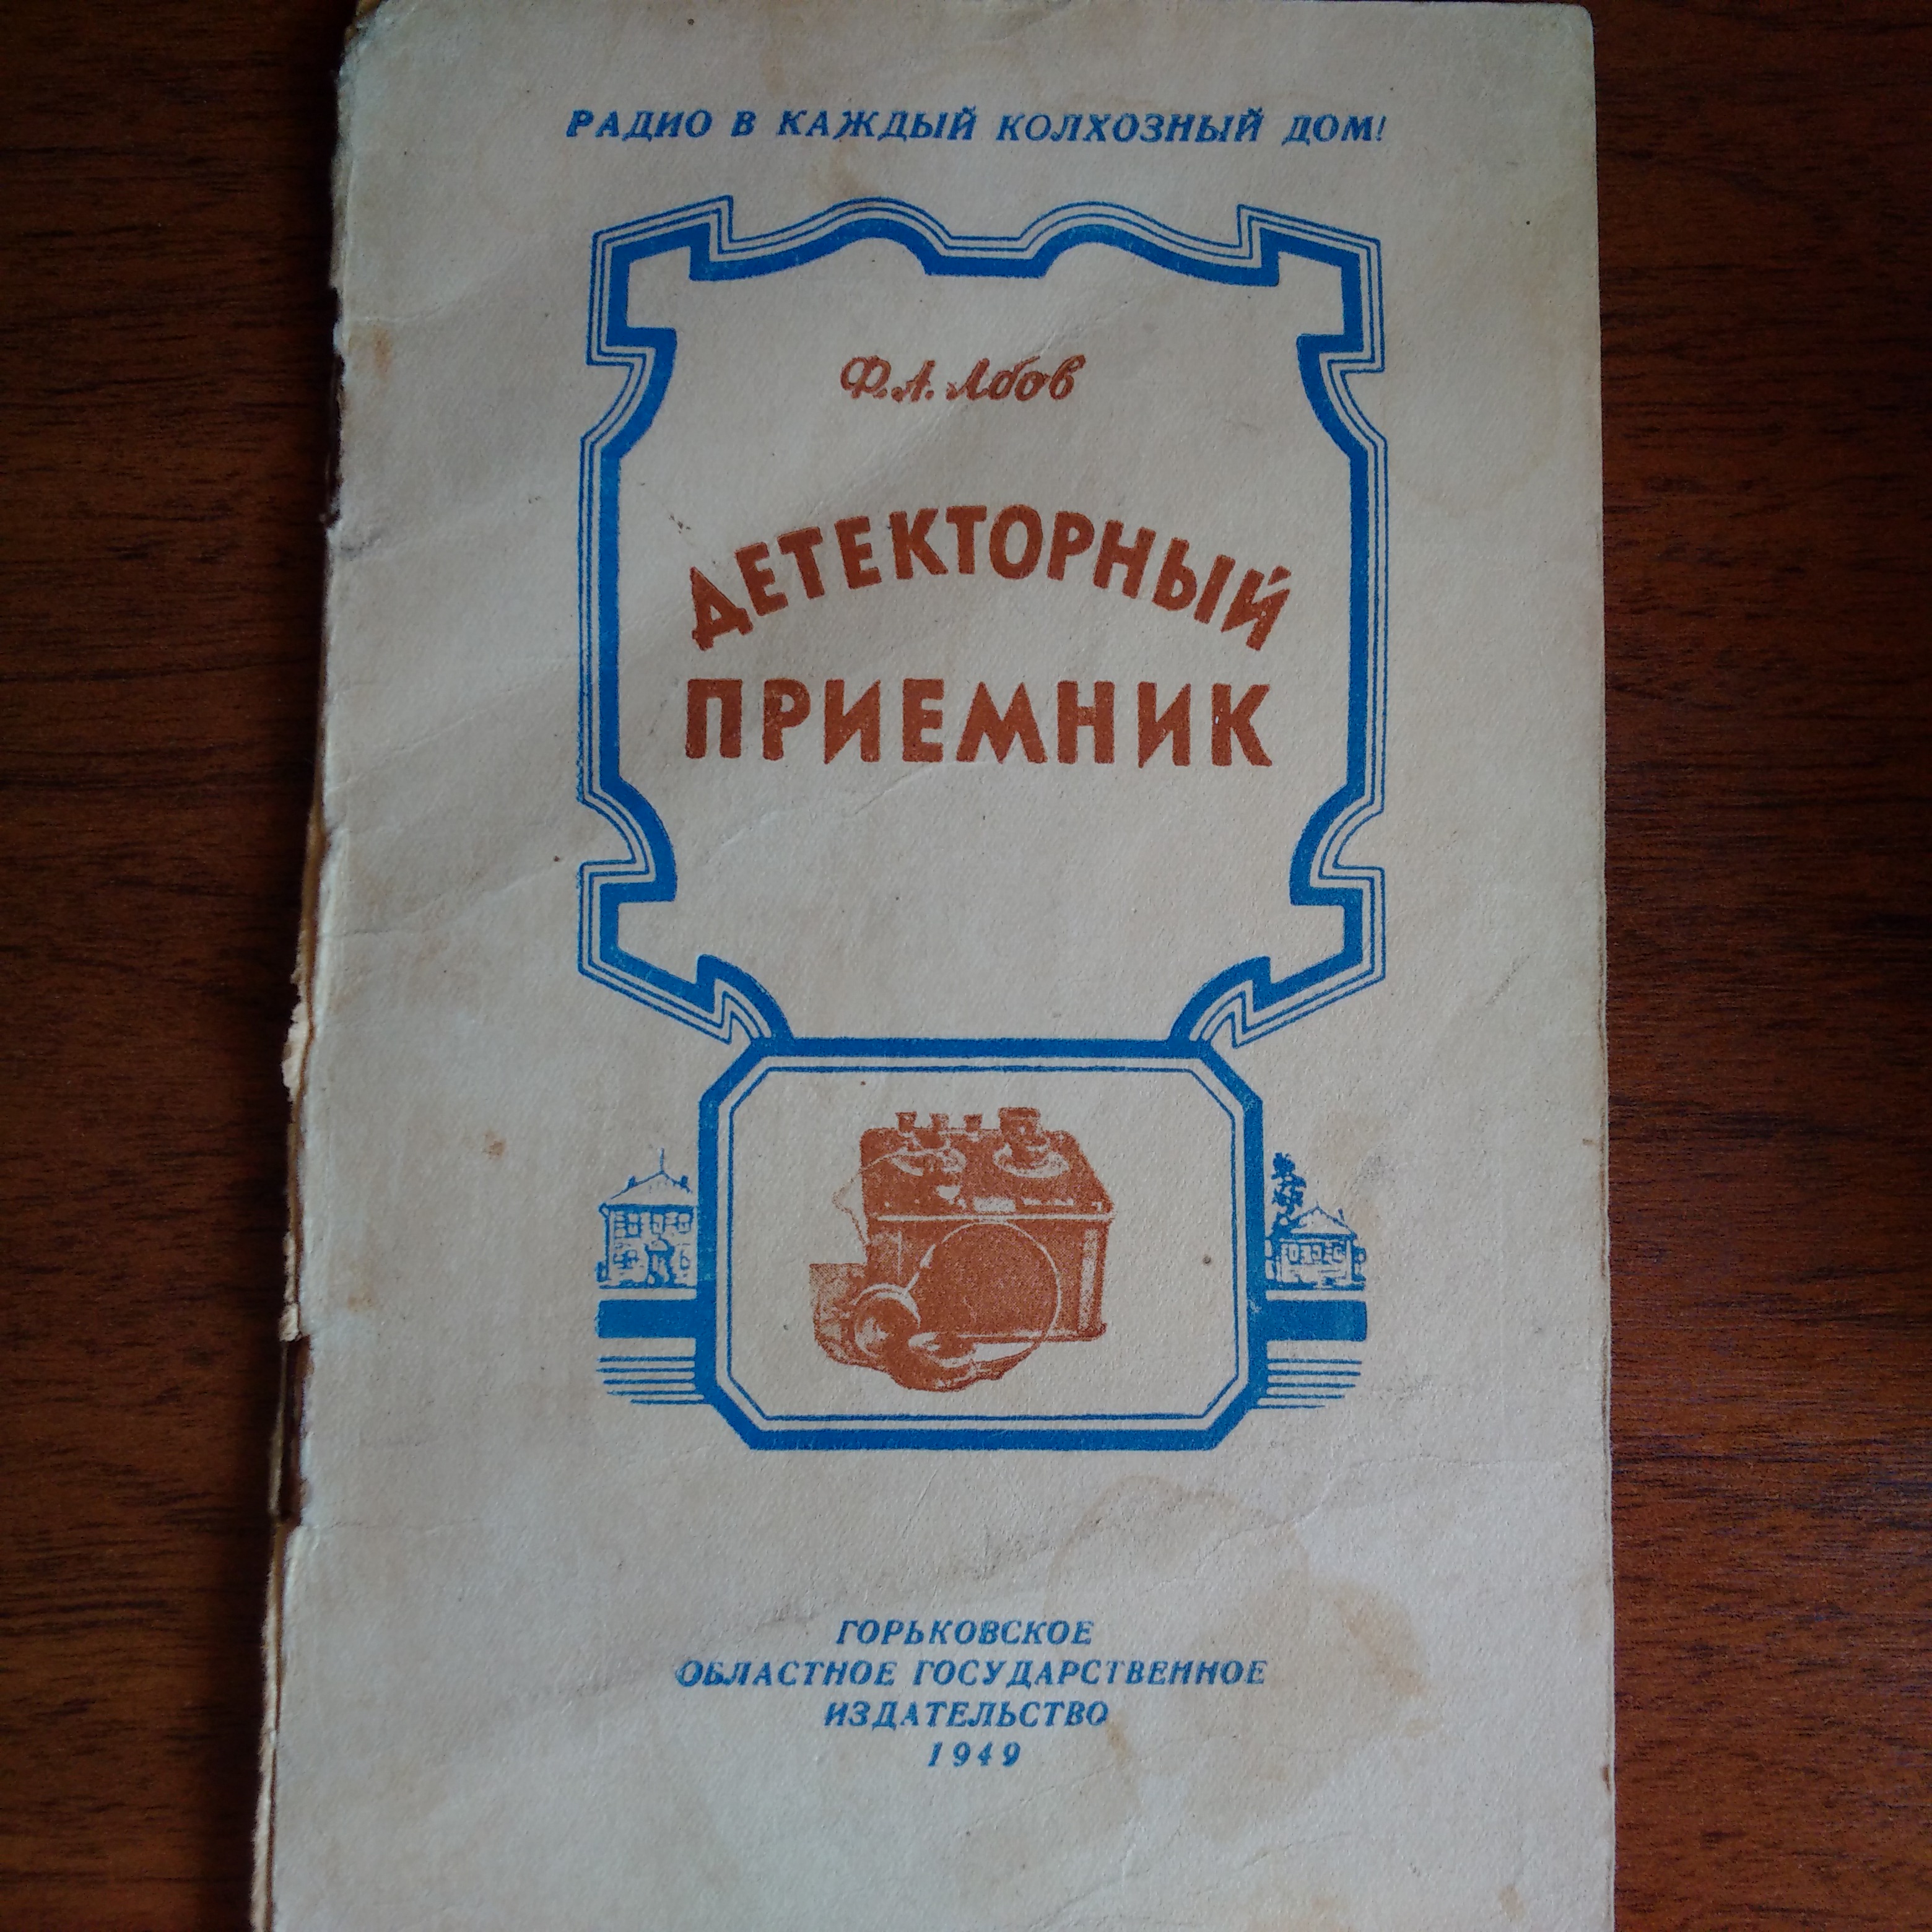 РАДИО В КАЖДЫЙ КОЛХОЗНЫЙ ДОМ!
Ф.А. Лбов
ДЕТЕКТОРНЫЙ
ПРИЕМНИК
ГОРЬКОВСКОЕ
ОБЛАСТНОЕ ГОСУДАРСТВЕННОЕ
ИЗДАТЕЛЬСТВО
1949